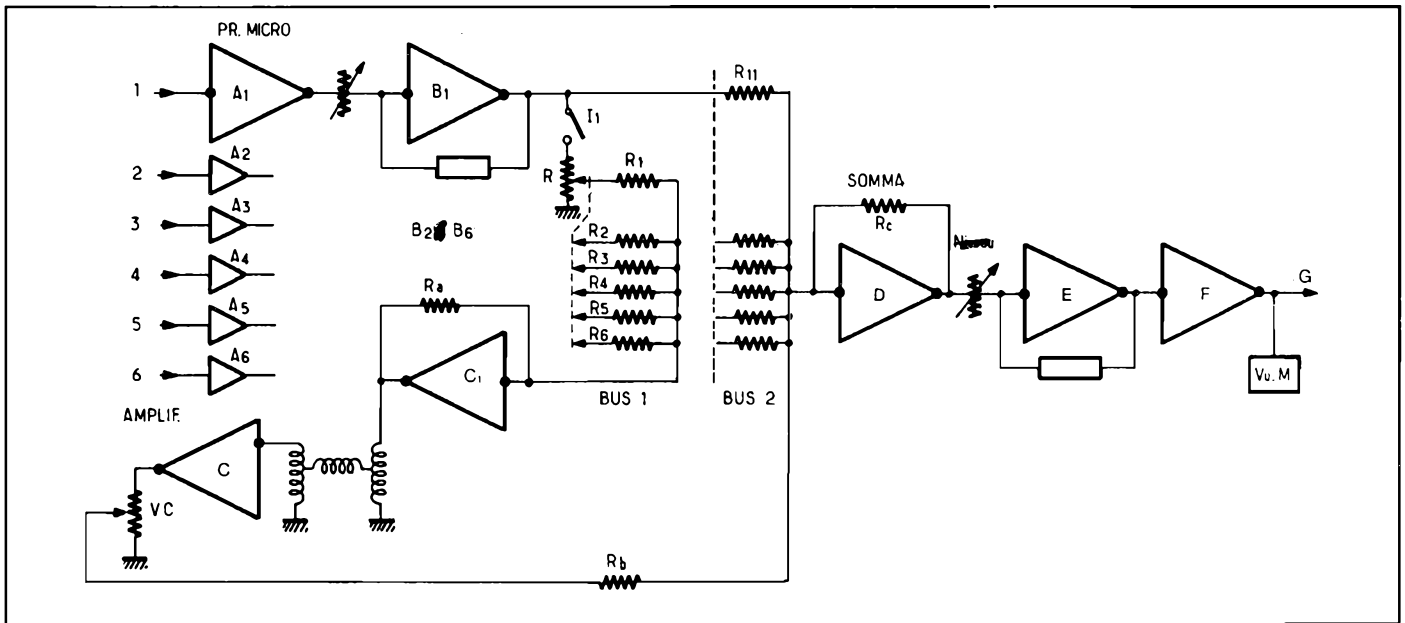 PR. MICRO
1
A1
B1
I1
R11
2
A2
R
R1
3
A3
SOMMA
Rc
B2 B6
R2
4
A4
R3
Ra
R4
D
E
F
G
5
A5
R5
6
A6
R6
C1
Vu. M
BUS 1
BUS 2
AMPLIF.
C
VC
Rb